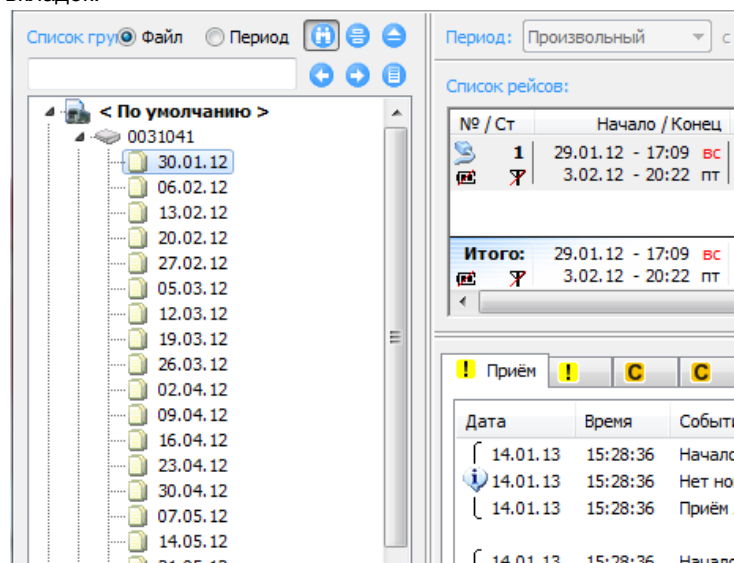 вкладок.
Список гру Файл Период
< По умолчанию >
0031041
30.01.12
06.02.12
13.02.12
20.02.12
27.02.12
05.03.12
12.03.12
19.03.12
26.03.12
02.04.12
09.04.12
16.04.12
23.04.12
30.04.12
07.05.12
14.05.12
21.05.12
Период: Произвольный с
Список рейсов:
№ / Ст Начало / Конец
1 29.01.12 - 17:09 вс
3.02.12 - 20:22 пт
Итого: 29.01.12 - 17:09 вс
3.02.12 - 20:22 пт
! Приём ! C C
Дата Время Событи
14.01.13 15:28:36 Начало
14.01.13 15:28:36 Нет но
14.01.13 15:28:36 Приём
14.01.13 15:28:36 Начало